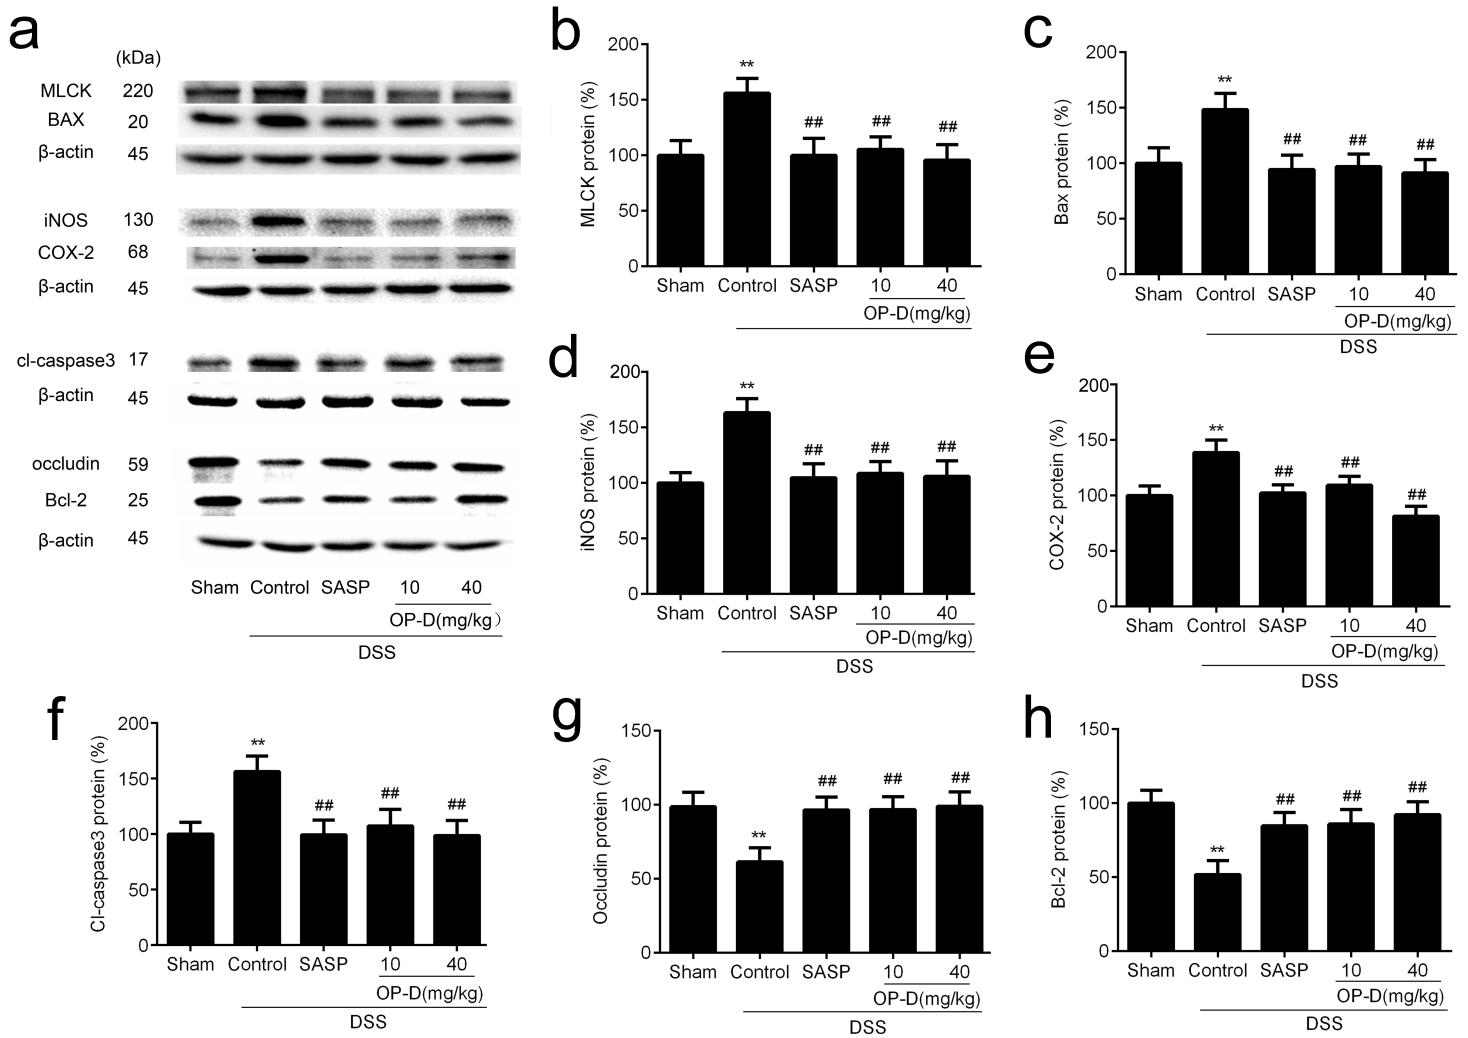 a
(kDa)
MLCK 220
BAX 20
β-actin 45
iNOS 130
COX-2 68
β-actin 45
cl-caspase3 17
β-actin 45
occludin 59
Bcl-2 25
β-actin 45
Sham Control SASP 10 40
OP-D(mg/kg)
DSS
b
MLCK protein (%)
200
150
100
50
0
**
##
##
##
Sham Control SASP 10 40
OP-D(mg/kg)
c
Bax protein (%)
200
150
100
50
0
**
##
##
##
Sham Control SASP 10 40
OP-D(mg/kg)
DSS
d
iNOS protein (%)
200
150
100
50
0
**
##
##
##
Sham Control SASP 10 40
OP-D(mg/kg)
DSS
e
COX-2 protein (%)
200
150
100
50
0
**
##
##
##
Sham Control SASP 10 40
OP-D(mg/kg)
DSS
f
Cl-caspase3 protein (%)
200
150
100
50
0
**
##
##
##
Sham Control SASP 10 40
OP-D(mg/kg)
DSS
g
Occludin protein (%)
150
100
50
0
**
##
##
##
Sham Control SASP 10 40
OP-D(mg/kg)
DSS
h
Bcl-2 protein (%)
150
100
50
0
**
##
##
##
Sham Control SASP 10 40
OP-D(mg/kg)
DSS